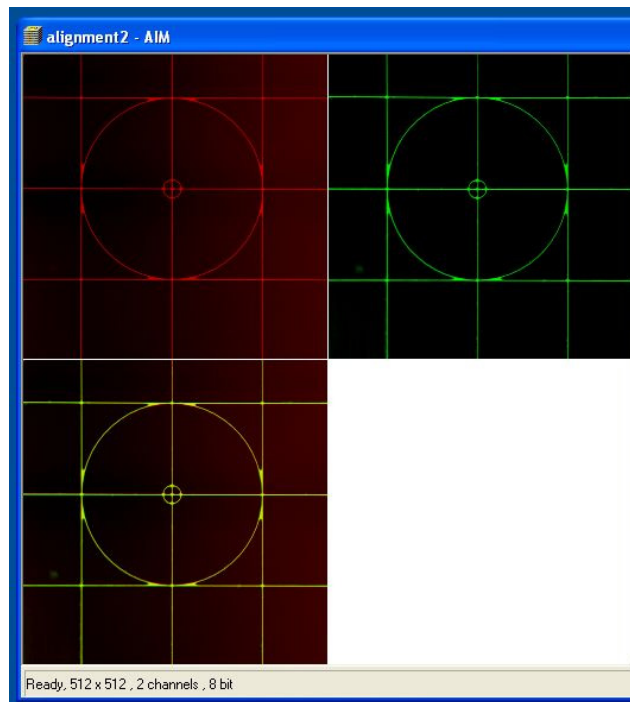 alignment2 - AIM
Ready, 512 x 512 , 2 channels , 8 bit